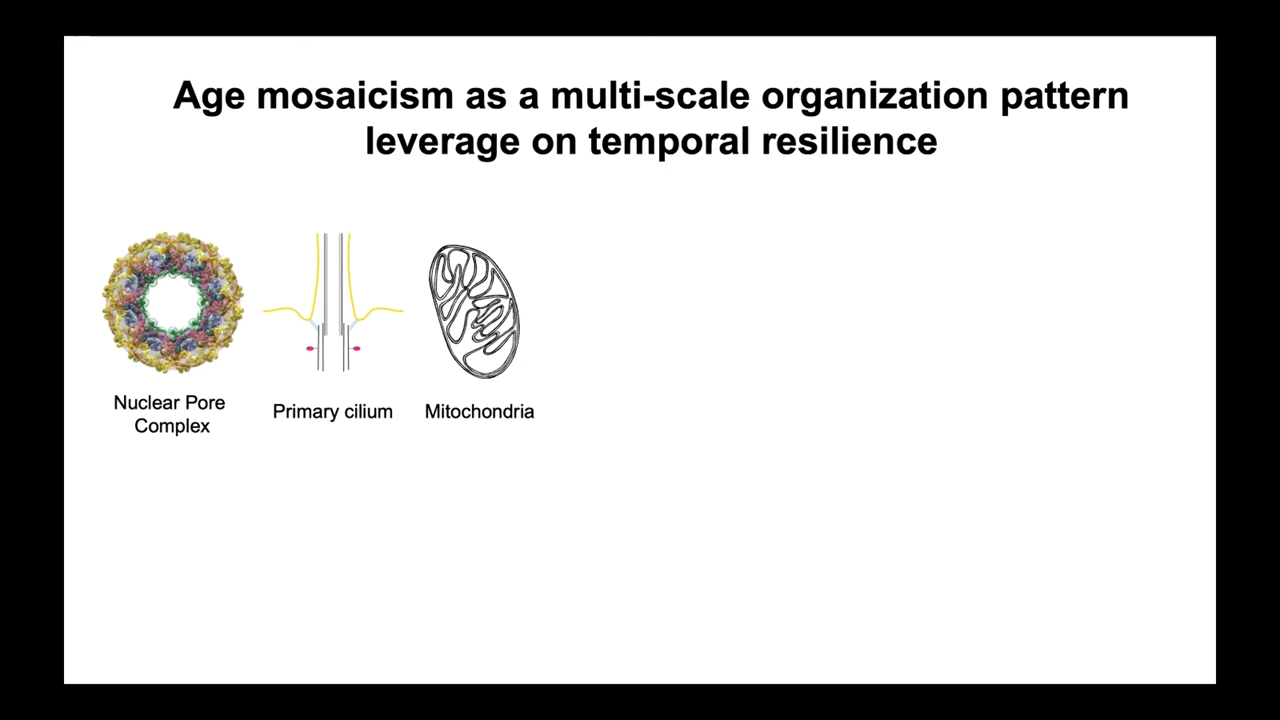 Age mosaicism as a multi-scale organization pattern
leverage on temporal resilience
Nuclear Pore
Complex
Primary cilium
Mitochondria